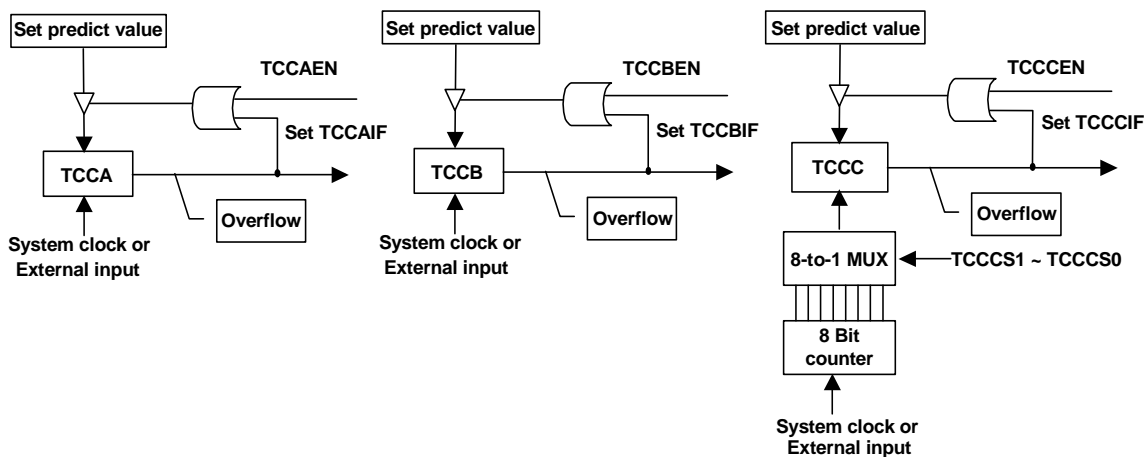 Set predict value
TCCAEN
Set TCCAIF
TCCA
Overflow
System clock or
External input
Set predict value
TCCBEN
Set TCCBIF
TCCB
Overflow
System clock or
External input
Set predict value
TCCCEN
Set TCCCIF
TCCC
Overflow
8-to-1 MUX
TCCCS1 ~ TCCCS0
8 Bit
counter
System clock or
External input